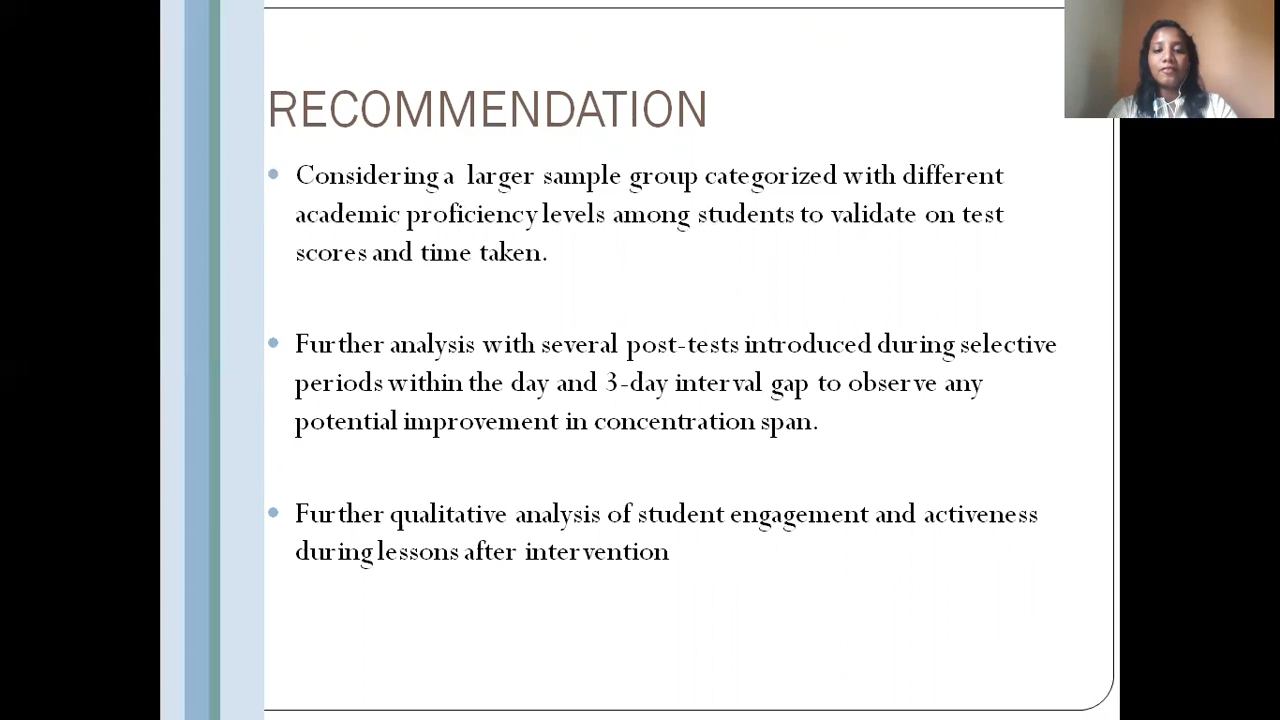 RECOMMENDATION
• Considering a larger sample group categorized with different
academic proficiency levels among students to validate on test
scores and time taken.
• Further analysis with several post-tests introduced during selective
periods within the day and 3-day interval gap to observe any
potential improvement in concentration span.
• Further qualitative analysis of student engagement and activeness
during lessons after intervention